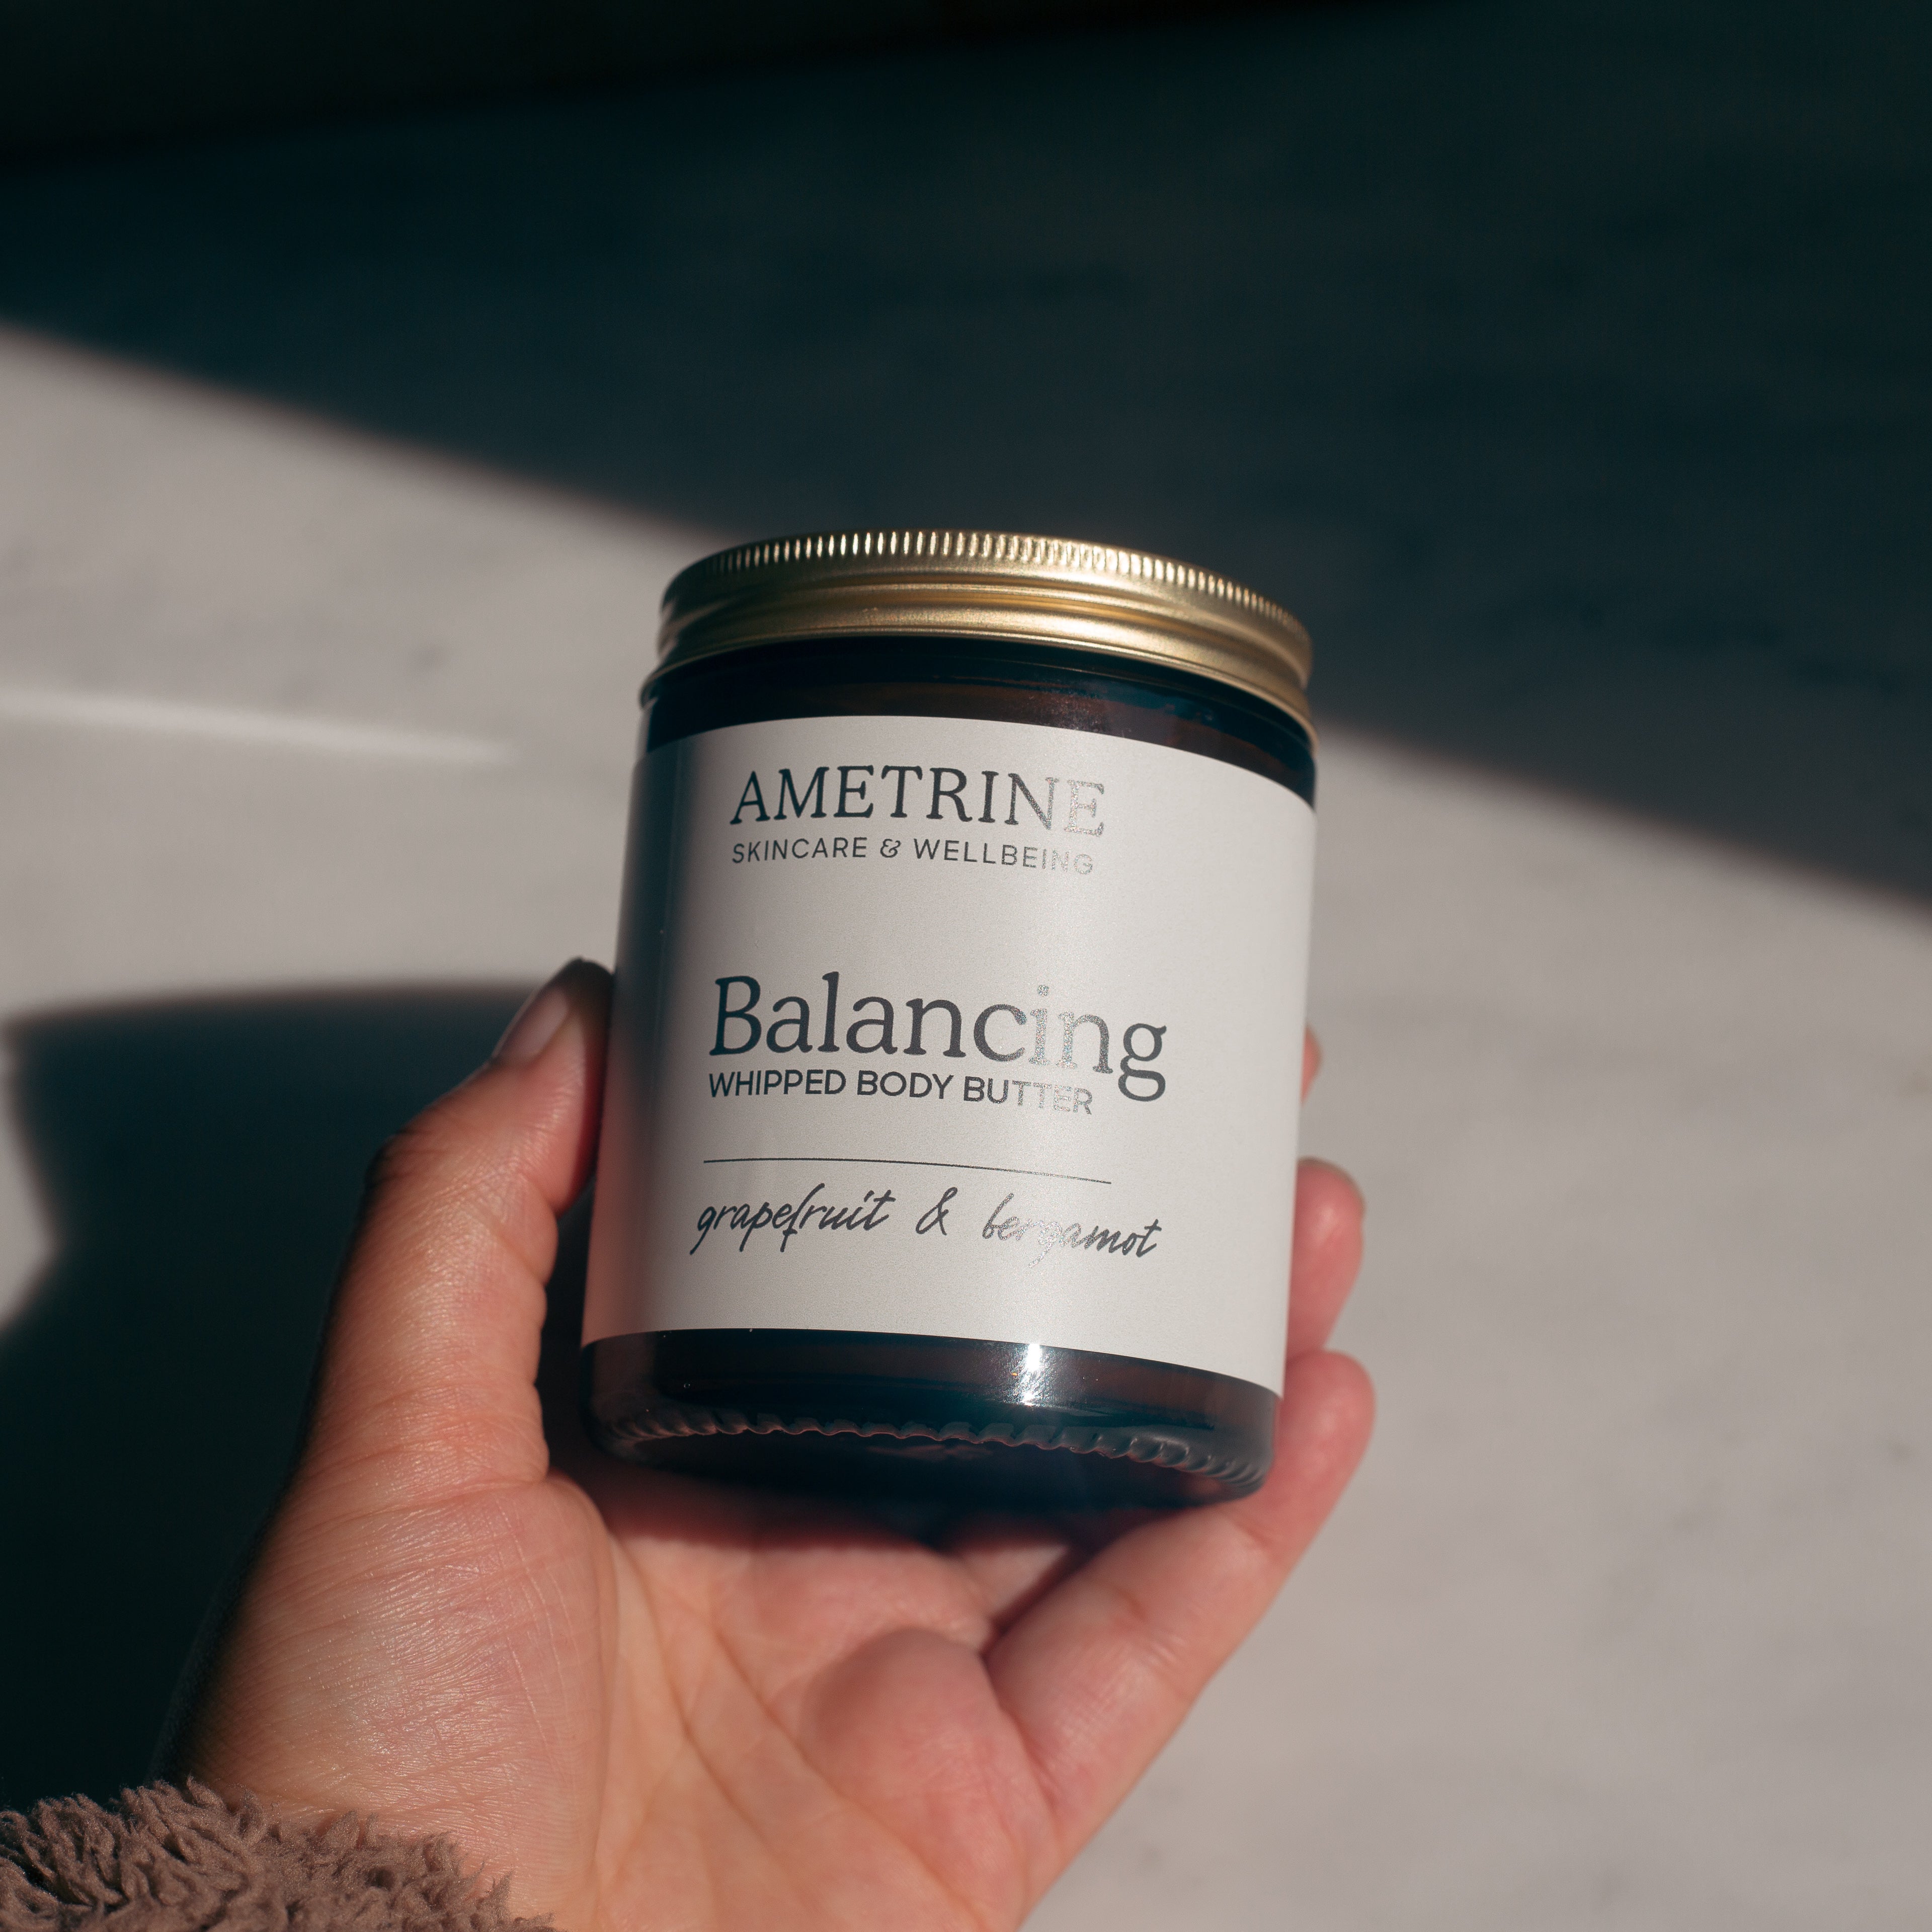 AMETRINE
SKINCARE & WELLBEING
Balancing
WHIPPED BODY BUTTER
grapefruit & bergamot